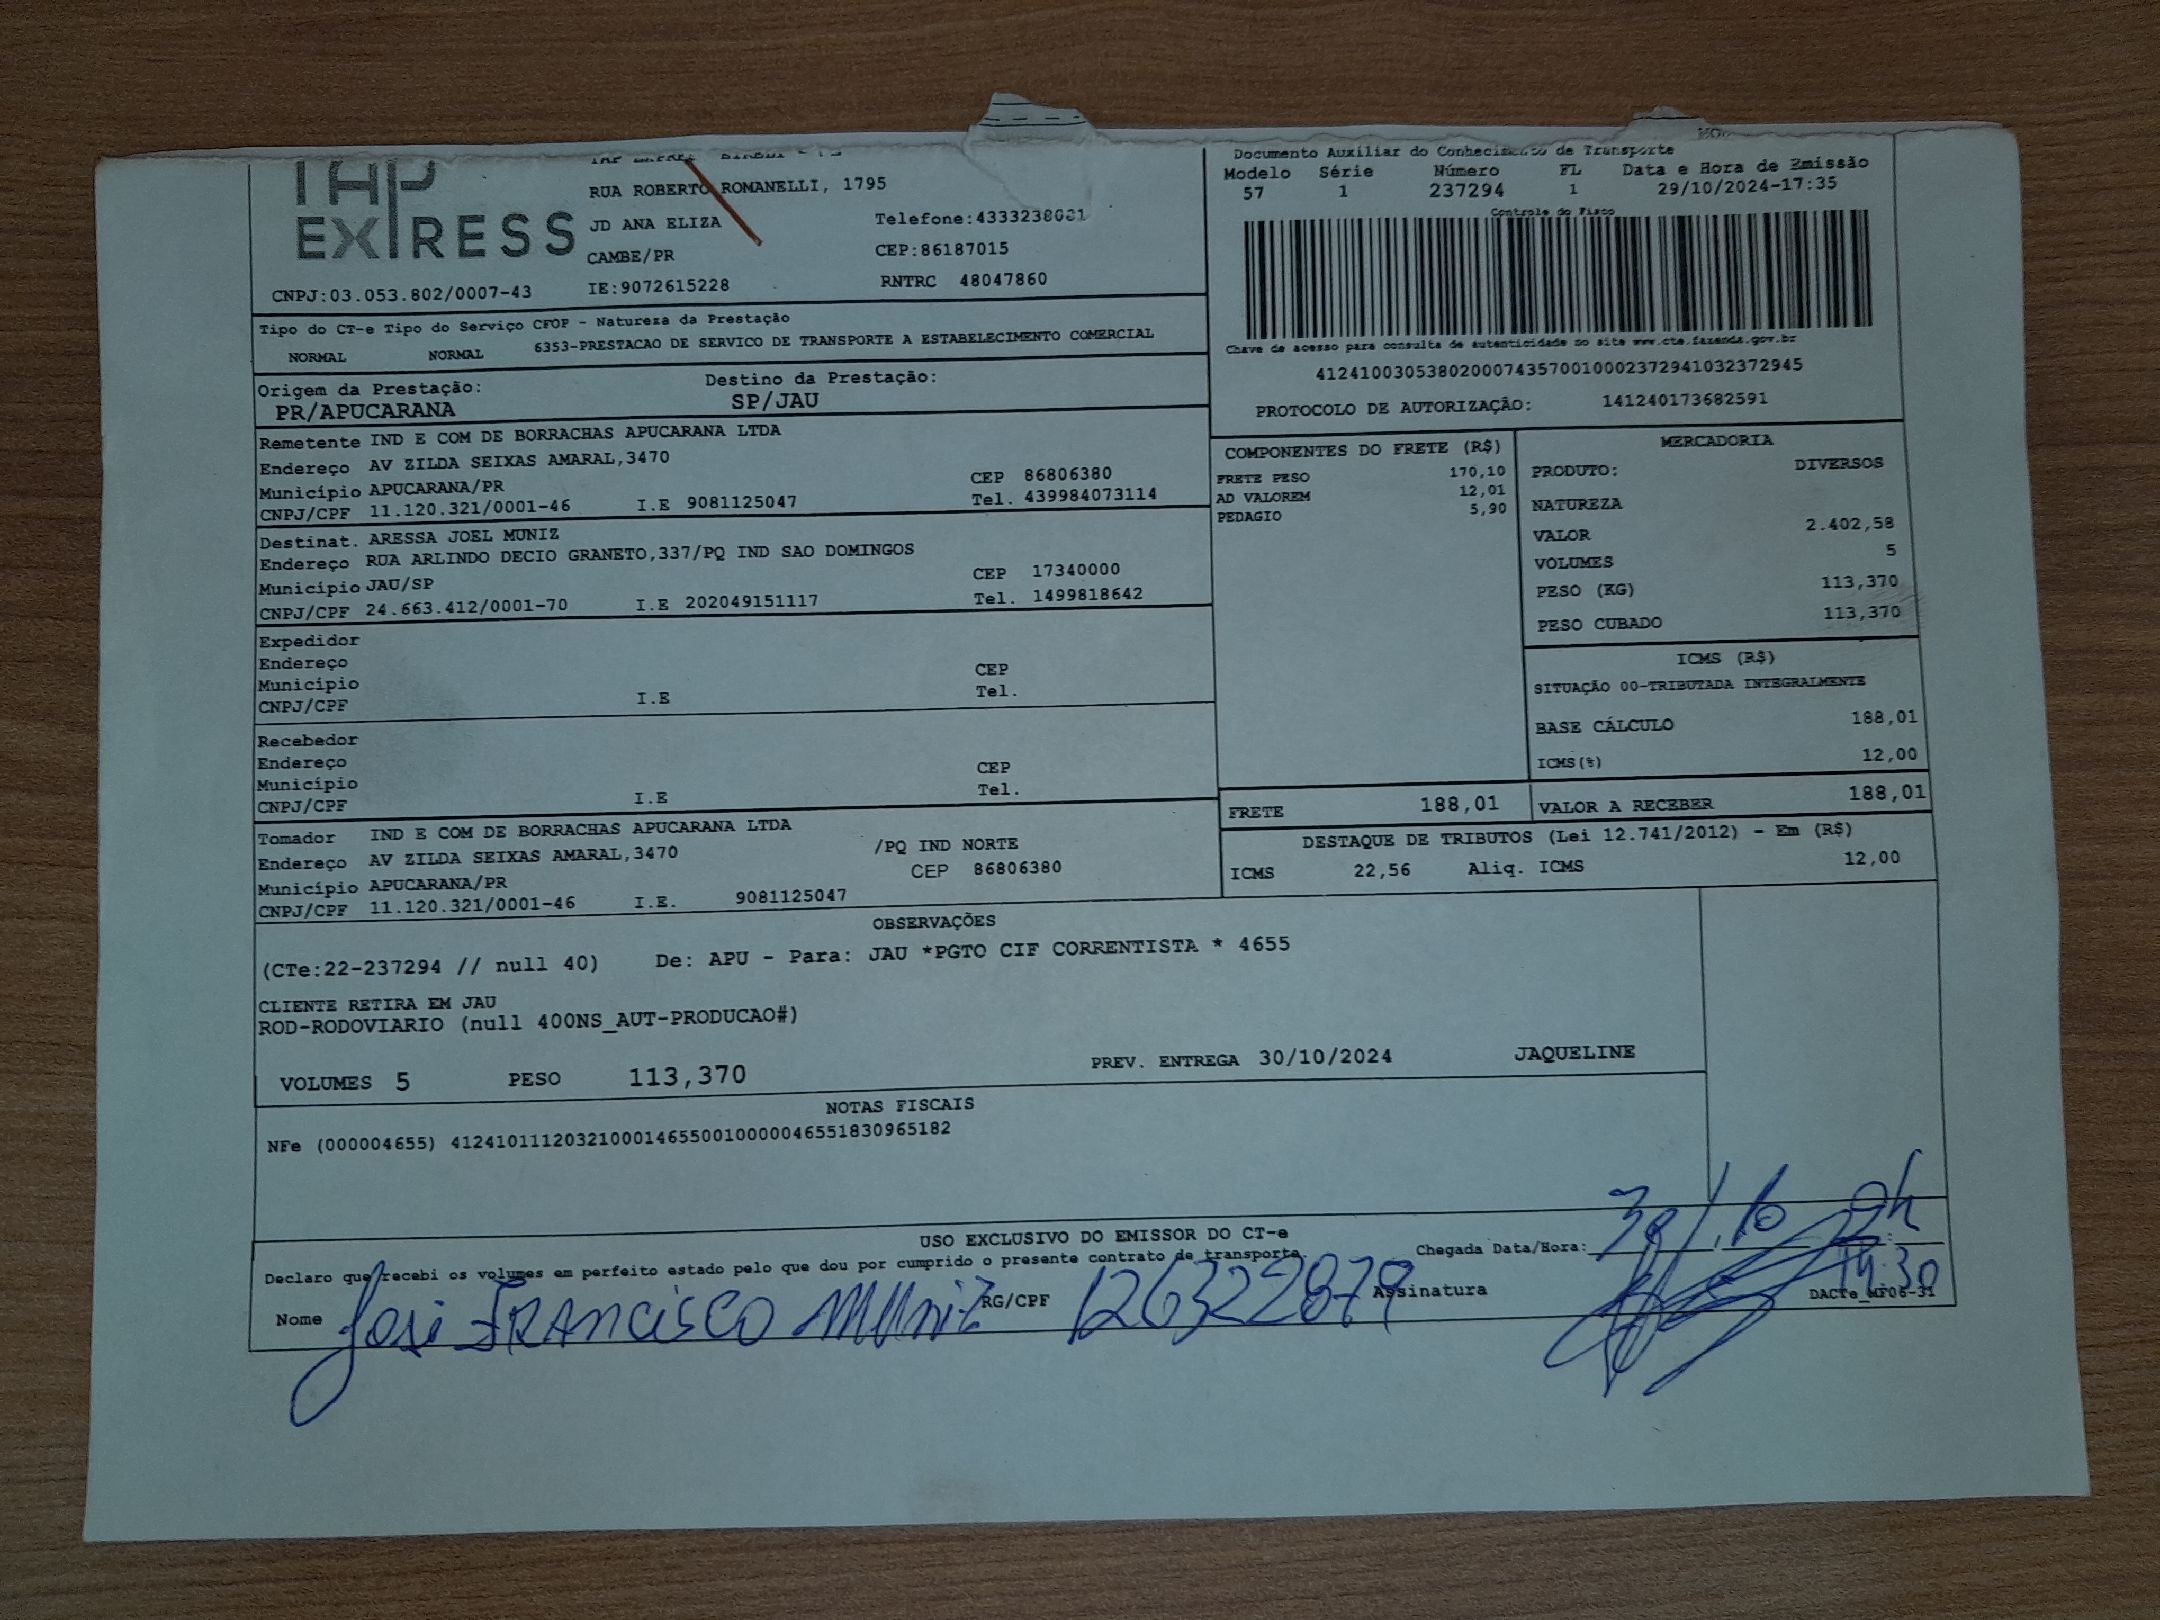 EXPRESS
RUA ROBERTO ROMANELLI, 1795
JD ANA ELIZA
Telefone:4333238081
CAMBE/PR
CEP:86187015
CNPJ:03.053.802/0007-43
IE:9072615228
RNTRC 48047860
Documento Auxiliar do Conhecimento de Transporte
Modelo Série Número FL Data e Hora de Emissão
57 1 237294 1 29/10/2024-17:35
Controle do Fisco
Chave de acesso para consulta de autenticidade no site www.cte.fazenda.gov.br
41241003053802000743570010002372941032372945
PROTOCOLO DE AUTORIZAÇÃO: 141240173682591
Tipo do CT-e Tipo do Serviço CFOP - Natureza da Prestação
NORMAL NORMAL 6353-PRESTACAO DE SERVICO DE TRANSPORTE A ESTABELECIMENTO COMERCIAL
Origem da Prestação: Destino da Prestação:
PR/APUCARANA SP/JAU
Remetente IND E COM DE BORRACHAS APUCARANA LTDA
Endereço AV ZILDA SEIXAS AMARAL,3470
Município APUCARANA/PR CEP 86806380
CNPJ/CPF 11.120.321/0001-46 I.E 9081125047 Tel. 439984073114
Destinat. ARESSA JOEL MUNIZ
Endereço RUA ARLINDO DECIO GRANETO,337/PQ IND SAO DOMINGOS
Município JAU/SP CEP 17340000
CNPJ/CPF 24.663.412/0001-70 I.E 202049151117 Tel. 1499818642
Expedidor
Endereço
Município CEP
CNPJ/CPF I.E Tel.
Recebedor
Endereço
Município CEP
CNPJ/CPF I.E Tel.
Tomador IND E COM DE BORRACHAS APUCARANA LTDA
Endereço AV ZILDA SEIXAS AMARAL,3470 /PQ IND NORTE
Município APUCARANA/PR CEP 86806380
CNPJ/CPF 11.120.321/0001-46 I.E. 9081125047
COMPONENTES DO FRETE (R$)
FRETE PESO 170,10
AD VALOREM 12,01
PEDAGIO 5,90
MERCADORIA
PRODUTO: DIVERSOS
NATUREZA
VALOR 2.402,58
VOLUMES 5
PESO (KG) 113,370
PESO CUBADO 113,370
ICMS (R$)
SITUAÇÃO 00-TRIBUTADA INTEGRALMENTE
BASE CÁLCULO 188,01
ICMS(%) 12,00
FRETE 188,01 VALOR A RECEBER 188,01
DESTAQUE DE TRIBUTOS (Lei 12.741/2012) - Em (R$)
ICMS 22,56 Aliq. ICMS 12,00
OBSERVAÇÕES
(CTe:22-237294 // null 40) De: APU - Para: JAU *PGTO CIF CORRENTISTA * 4655
CLIENTE RETIRA EM JAU
ROD-RODOVIARIO (null 400NS_AUT-PRODUCAO#)
VOLUMES 5 PESO 113,370 PREV. ENTREGA 30/10/2024 JAQUELINE
NOTAS FISCAIS
NFe (000004655) 41241011120321000146550010000046551830965182
USO EXCLUSIVO DO EMISSOR DO CT-e
Declaro que recebi os volumes em perfeito estado pelo que dou por cumprido o presente contrato de transporte.
Chegada Data/Hora: 30/10
14:30
Nome José FRANCISCO MUNIZ RG/CPF 126322879 Assinatura
DACTe_MP06-31